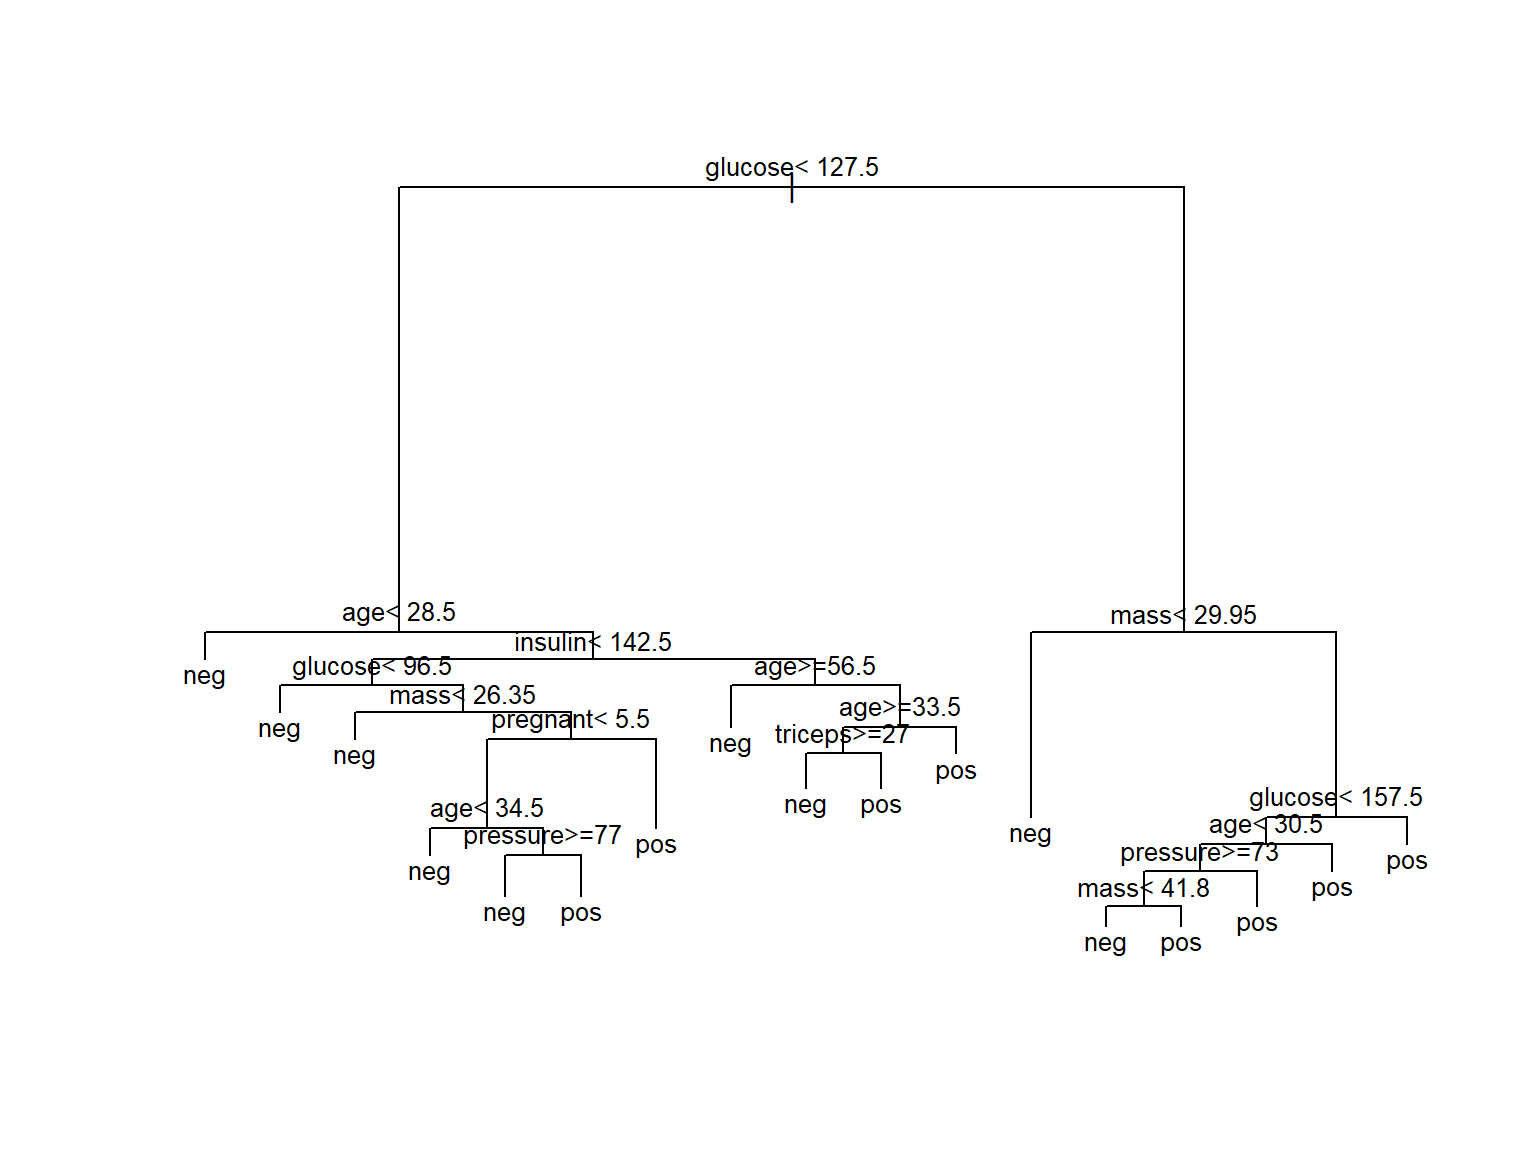 glucose< 127.5
age< 28.5
mass< 29.95
insulin< 142.5
glucose< 96.5
age>=56.5
neg
mass< 26.35
age>=33.5
pregnant< 5.5
neg
triceps>=27
neg
neg
pos
glucose< 157.5
neg
pos
age< 34.5
age< 30.5
pressure>=77
neg
pos
pressure>=73
pos
neg
mass< 41.8
pos
neg
pos
pos
neg
pos